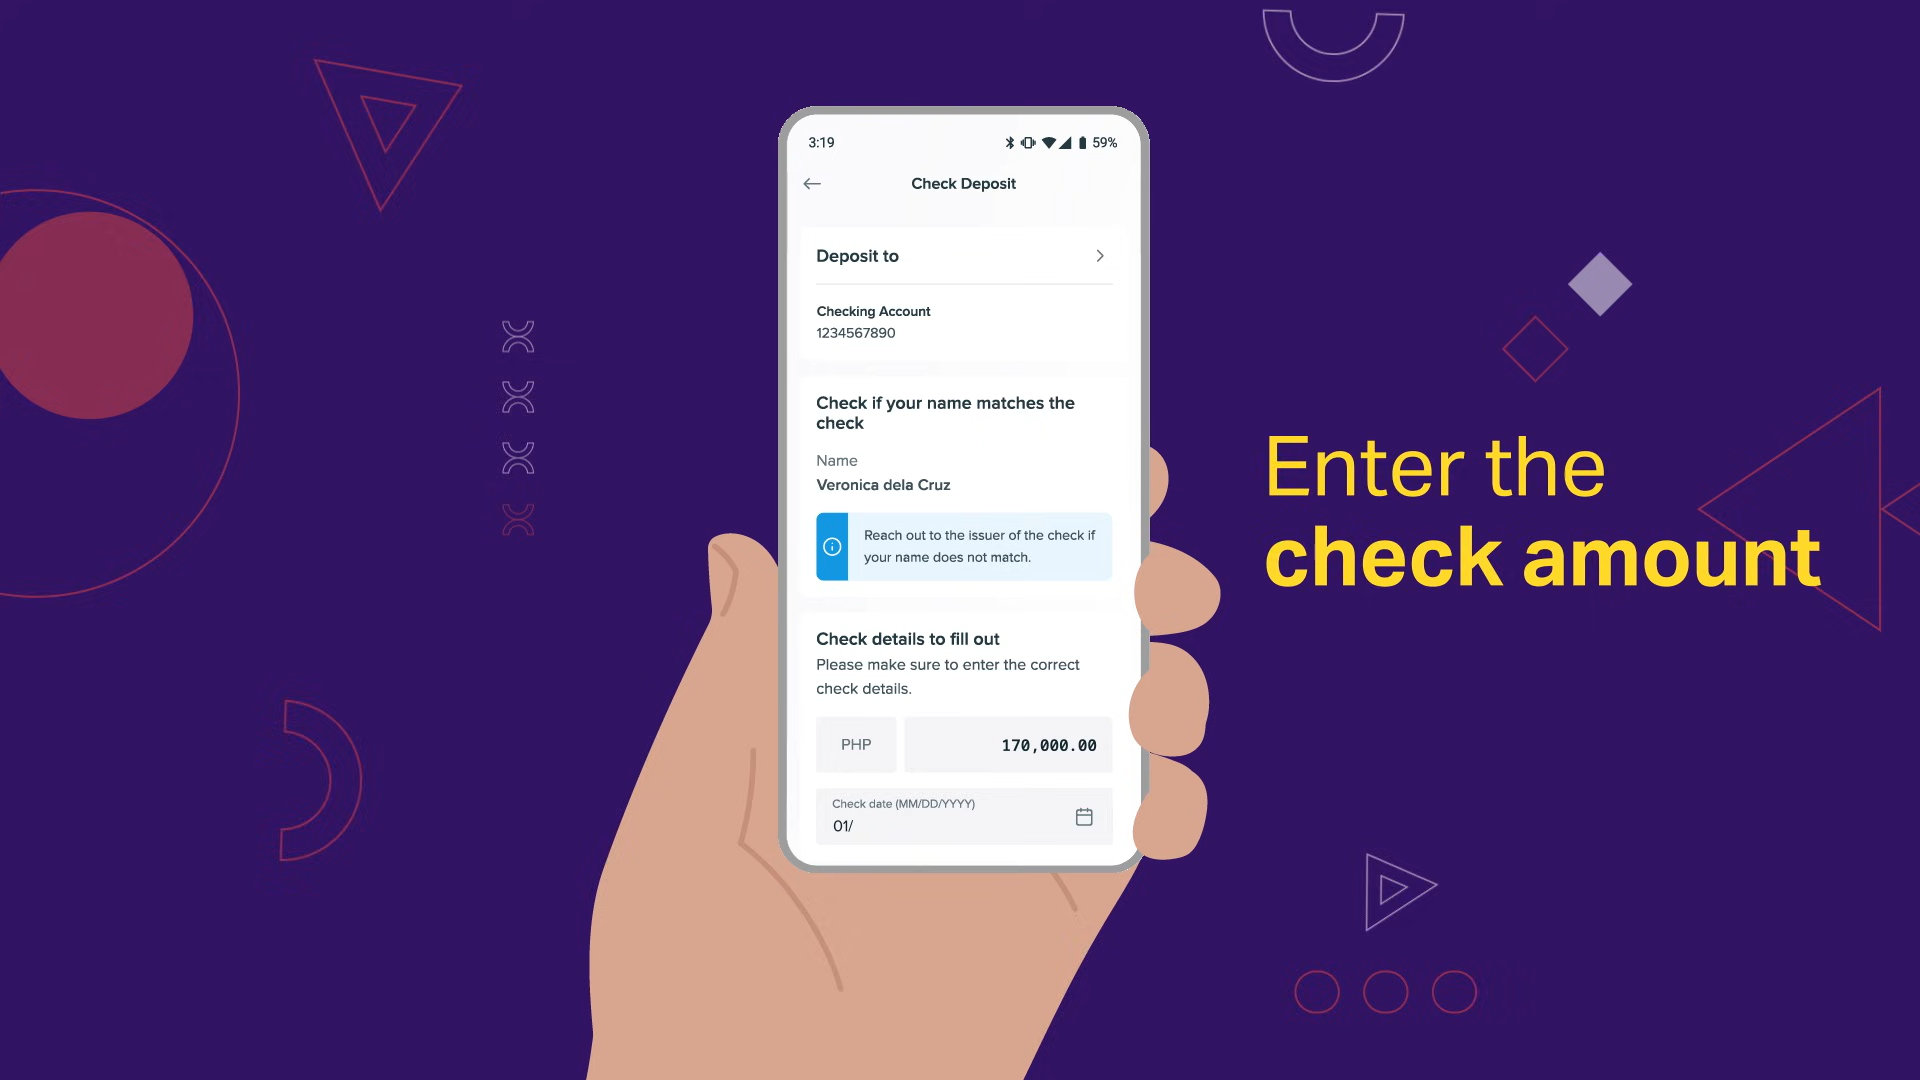 3:19
59%
Check Deposit
Deposit to
Checking Account
1234567890
Check if your name matches the
check
Name
Veronica dela Cruz
Reach out to the issuer of the check if
your name does not match.
Check details to fill out
Please make sure to enter the correct
check details.
PHP
170,000.00
Check date (MM/DD/YYYY)
01/
Enter the
check amount